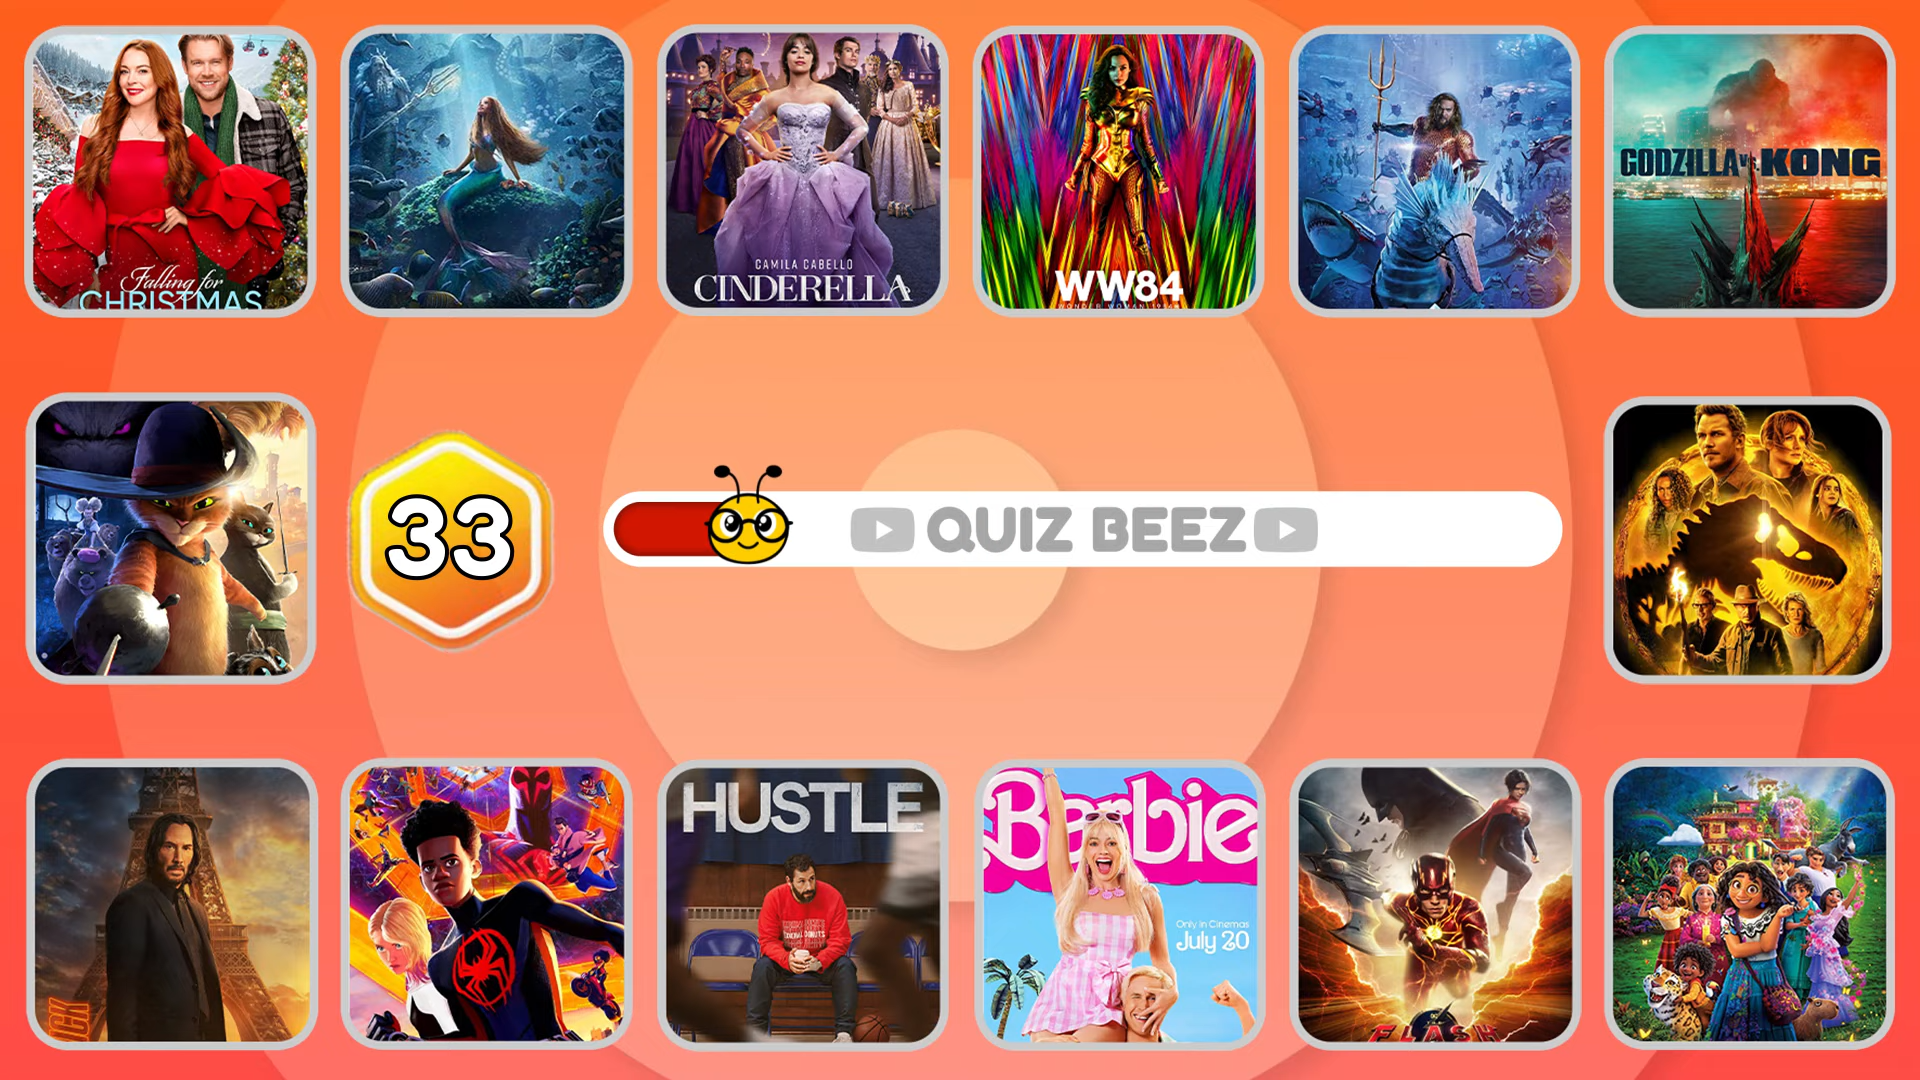 Falling for
CHRISTMAS
CAMILA CABELLO
CINDERELLA
WW84
GODZILLA vs. KONG
33
QUIZ BEEZ
HUSTLE
Barbie
Only in Cinemas
July 20
FLASH